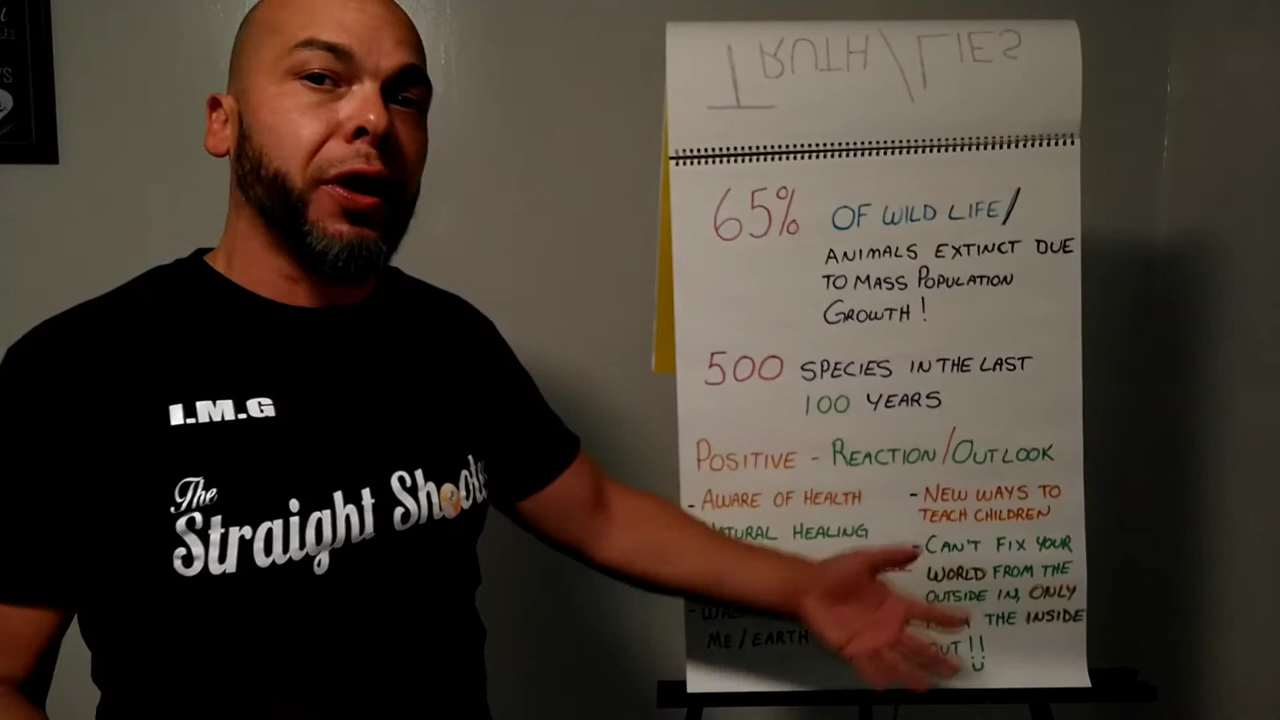 TRUTH/LIES
65% OF WILD LIFE/
ANIMALS EXTINCT DUE
TO MASS POPULATION
GROWTH!
500 SPECIES IN THE LAST
100 YEARS
POSITIVE - REACTION/OUTLOOK
- AWARE OF HEALTH
HEALING
ME/EARTH
- NEW WAYS TO
TEACH CHILDREN
- CAN'T FIX YOUR
WORLD FROM THE
OUTSIDE IN, ONLY
THE INSIDE
OUT!!
I.M.G
The
Straight Shoote